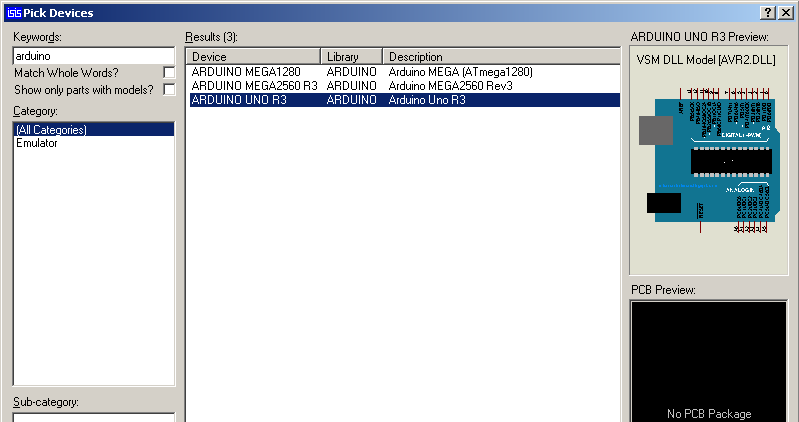 isis Pick Devices
Keywords:
arduino
Match Whole Words?
Show only parts with models?
Category:
(All Categories)
Emulator
Sub-category:
Results (3):
Device Library Description
ARDUINO MEGA1280 ARDUINO Arduino MEGA (ATmega1280)
ARDUINO MEGA2560 R3 ARDUINO Arduino MEGA2560 Rev3
ARDUINO UNO R3 ARDUINO Arduino Uno R3
ARDUINO UNO R3 Preview:
VSM DLL Model [AVR2.DLL]
AREF
DIGITAL (~PWM)
ANALOG IN
RESET
PCB Preview:
No PCB Package